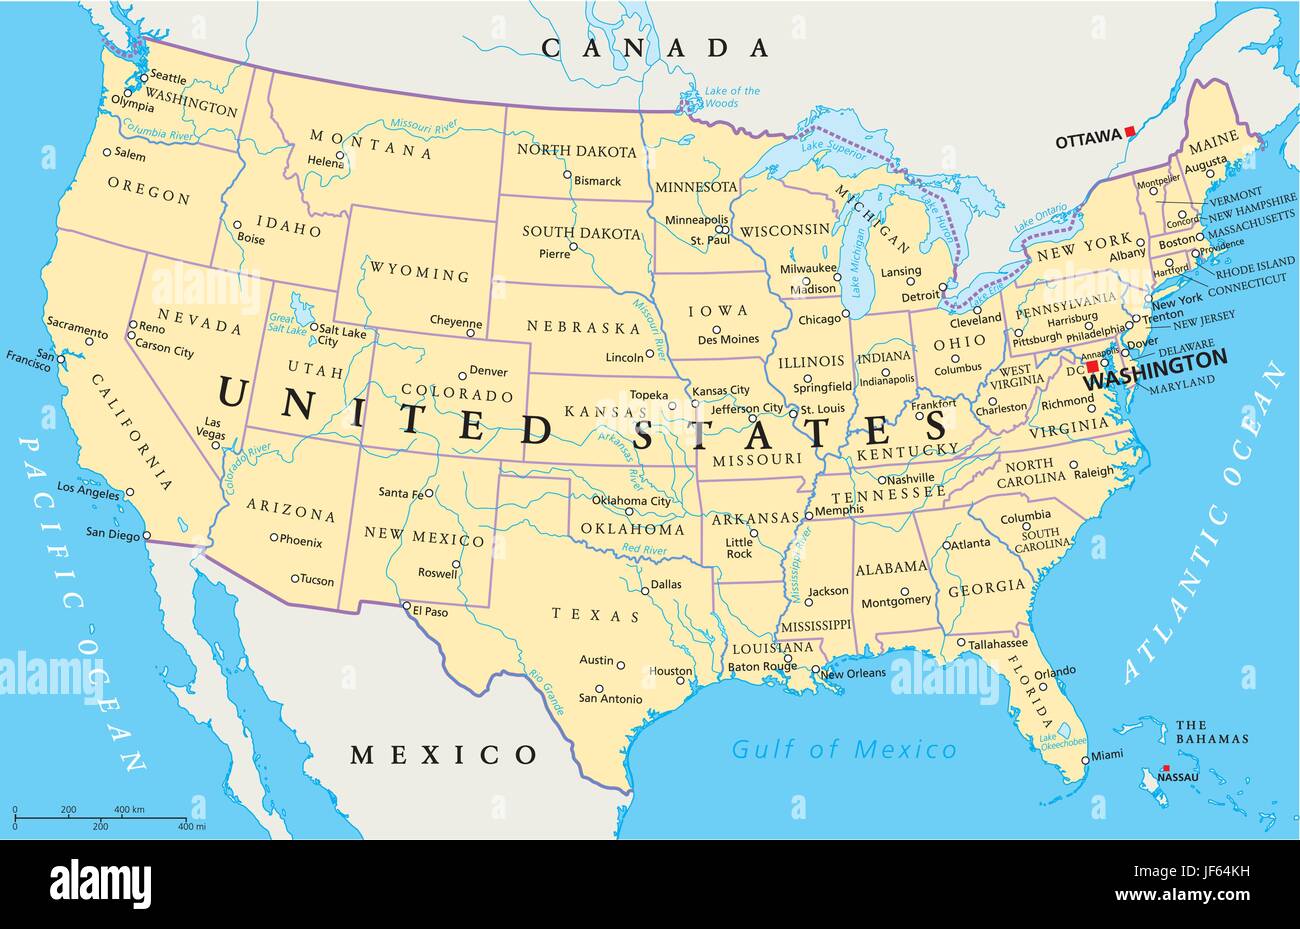 CANADA
Lake of the
Woods
Seattle
Olympia
WASHINGTON
Columbia River
Salem
OREGON
MONTANA
Missouri River
Helena
IDAHO
Boise
WYOMING
Cheyenne
NORTH DAKOTA
Bismarck
SOUTH DAKOTA
Pierre
MINNESOTA
Minneapolis
St. Paul
WISCONSIN
Milwaukee
Madison
Lake Superior
MICHIGAN
Lake Michigan
Lake Huron
Lansing
Detroit
Lake Erie
Lake Ontario
OTTAWA
MAINE
Augusta
Montpelier
VERMONT
Concord
NEW HAMPSHIRE
Boston
MASSACHUSETTS
Providence
RHODE ISLAND
Hartford
CONNECTICUT
NEW YORK
Albany
New York
Trenton
NEW JERSEY
PENNSYLVANIA
Harrisburg
Pittsburgh
Philadelphia
Dover
DELAWARE
Annapolis
DC
WASHINGTON
MARYLAND
NEVADA
Reno
Carson City
Sacramento
San
Francisco
CALIFORNIA
Las
Vegas
Los Angeles
San Diego
Great
Salt Lake
Salt Lake
City
UTAH
Colorado River
COLORADO
Denver
NEBRASKA
Lincoln
Missouri River
IOWA
Des Moines
Chicago
ILLINOIS
Springfield
INDIANA
Indianapolis
OHIO
Cleveland
Columbus
WEST
VIRGINIA
Charleston
Richmond
VIRGINIA
UNITED STATES
KANSAS
Topeka
Kansas City
Jefferson City
St. Louis
MISSOURI
Arkansas River
Frankfort
KENTUCKY
Nashville
TENNESSEE
Memphis
NORTH
CAROLINA
Raleigh
Columbia
SOUTH
CAROLINA
ARIZONA
Phoenix
Tucson
Santa Fe
NEW MEXICO
Roswell
El Paso
Oklahoma City
OKLAHOMA
Red River
ARKANSAS
Little
Rock
Mississippi River
TEXAS
Dallas
Austin
Houston
San Antonio
Rio Grande
LOUISIANA
Baton Rouge
New Orleans
Jackson
MISSISSIPPI
ALABAMA
Montgomery
Atlanta
GEORGIA
Tallahassee
FLORIDA
Orlando
Lake
Okeechobee
Miami
PACIFIC OCEAN
ATLANTIC OCEAN
MEXICO
Gulf of Mexico
THE
BAHAMAS
NASSAU
0 200 400 km
0 200 400 mi
a
alamy
alamy
Image ID: JF64KH
www.alamy.com